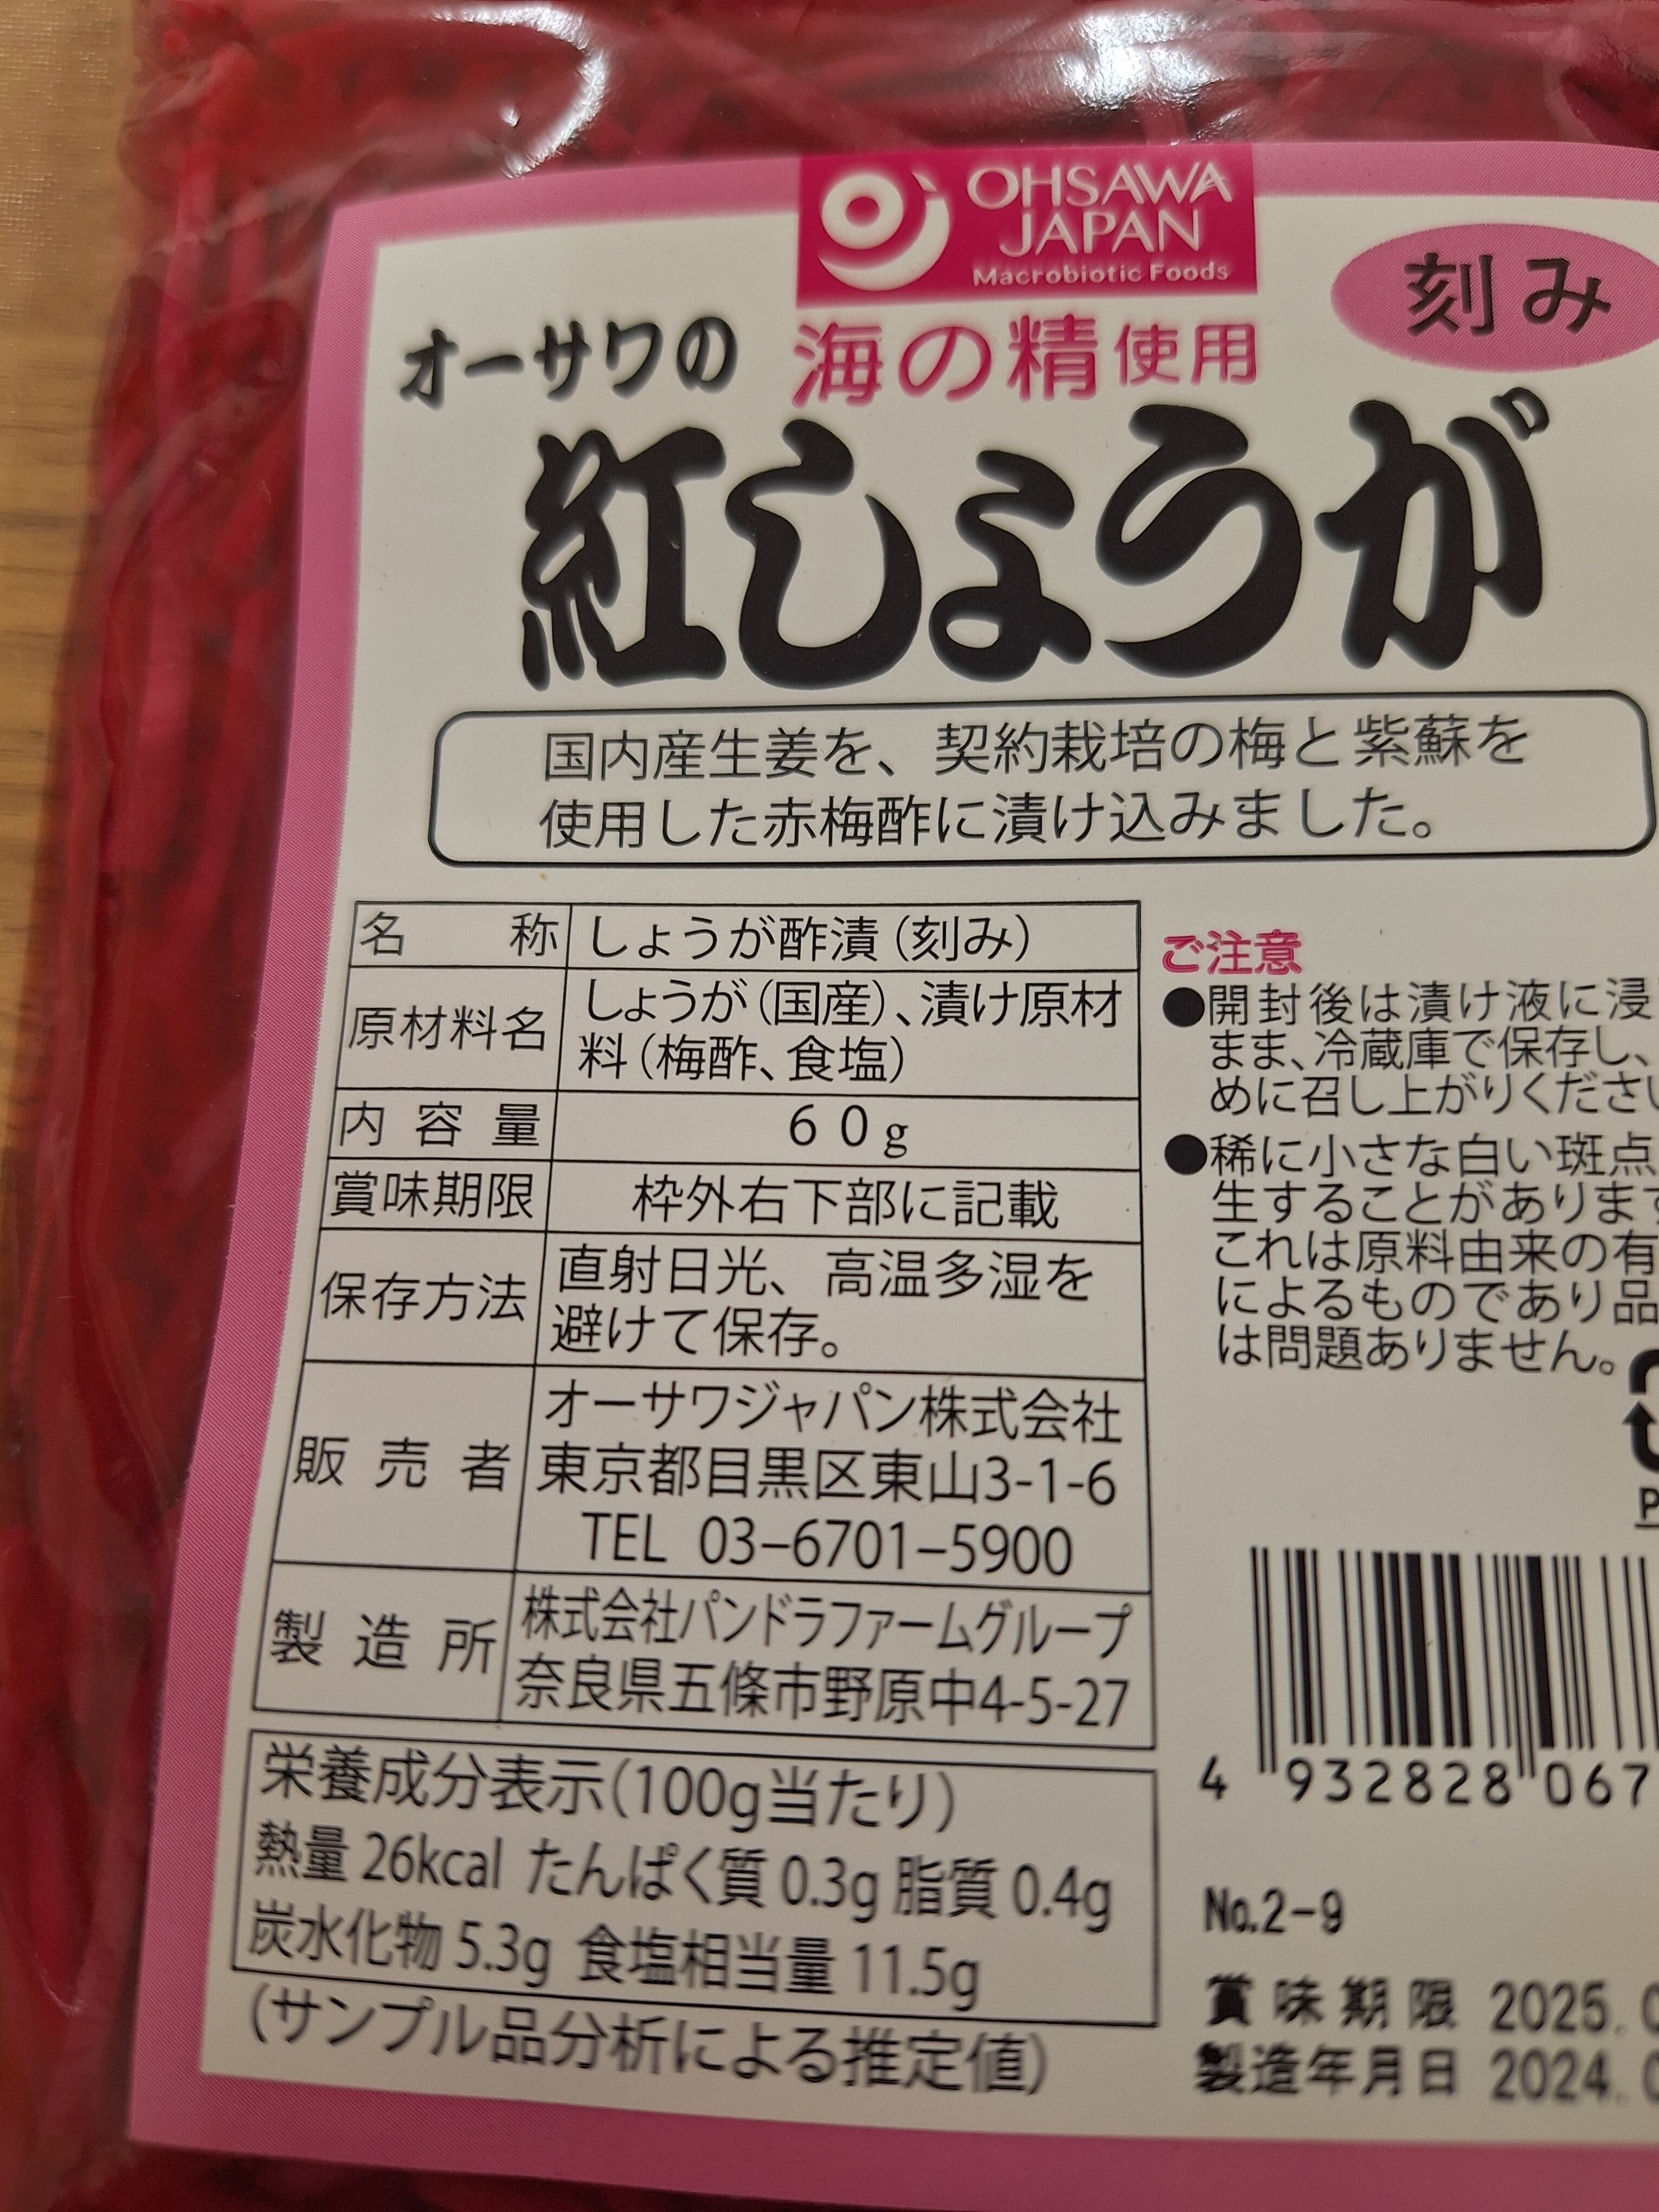 OHSAWA
JAPAN
Macrobiotic Foods
刻み
オーサワの
海の精使用
紅しょうが
国内産生姜を、契約栽培の梅と紫蘇を
使用した赤梅酢に漬け込みました。
名 称 しょうが酢漬(刻み)
原材料名 しょうが(国産)、漬け原材
料(梅酢、食塩)
内容量 60g
賞味期限 枠外右下部に記載
保存方法 直射日光、高温多湿を
避けて保存。
販売者 オーサワジャパン株式会社
東京都目黒区東山3-1-6
TEL 03-6701-5900
製造所 株式会社パンドラファームグループ
奈良県五條市野原中4-5-27
栄養成分表示(100g当たり)
熱量 26kcal たんぱく質 0.3g 脂質 0.4g
炭水化物 5.3g 食塩相当量 11.5g
(サンプル品分析による推定値)
ご注意
●開封後は漬け液に浸
まま、冷蔵庫で保存し、
めに召し上がりくださ
●稀に小さな白い斑点
生することがありま
これは原料由来の有
によるものであり品
は問題ありません。
4 932828 067
No.2-9
賞味期限 2025.0
製造年月日 2024.0